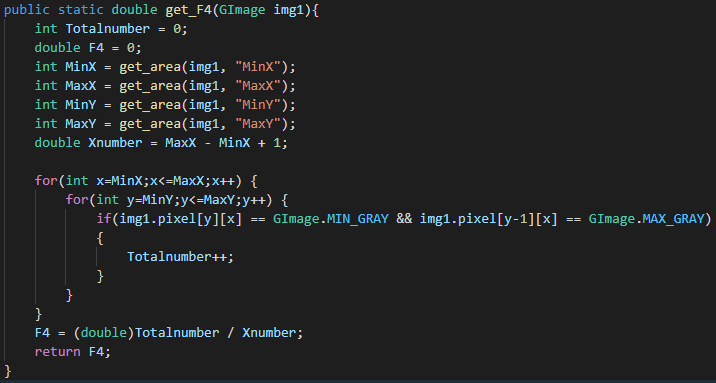 public static double get_F4(GImage img1){
    int Totalnumber = 0;
    double F4 = 0;
    int MinX = get_area(img1, "MinX");
    int MaxX = get_area(img1, "MaxX");
    int MinY = get_area(img1, "MinY");
    int MaxY = get_area(img1, "MaxY");
    double Xnumber = MaxX - MinX + 1;

    for(int x=MinX;x<=MaxX;x++) {
        for(int y=MinY;y<=MaxY;y++) {
            if(img1.pixel[y][x] == GImage.MIN_GRAY && img1.pixel[y-1][x] == GImage.MAX_GRAY)
            {
                Totalnumber++;
            }
        }
    }
    F4 = (double)Totalnumber / Xnumber;
    return F4;
}